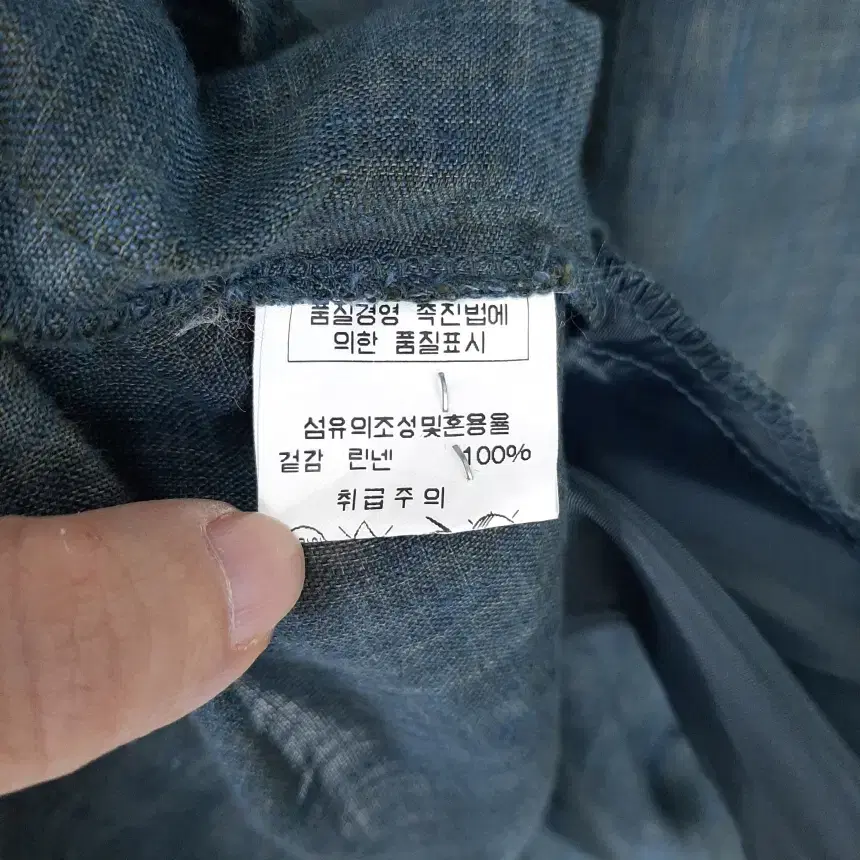 품질경영 촉진법에
의한 품질표시
섬유의조성및혼용율
겉감 린넨 100%
취급주의